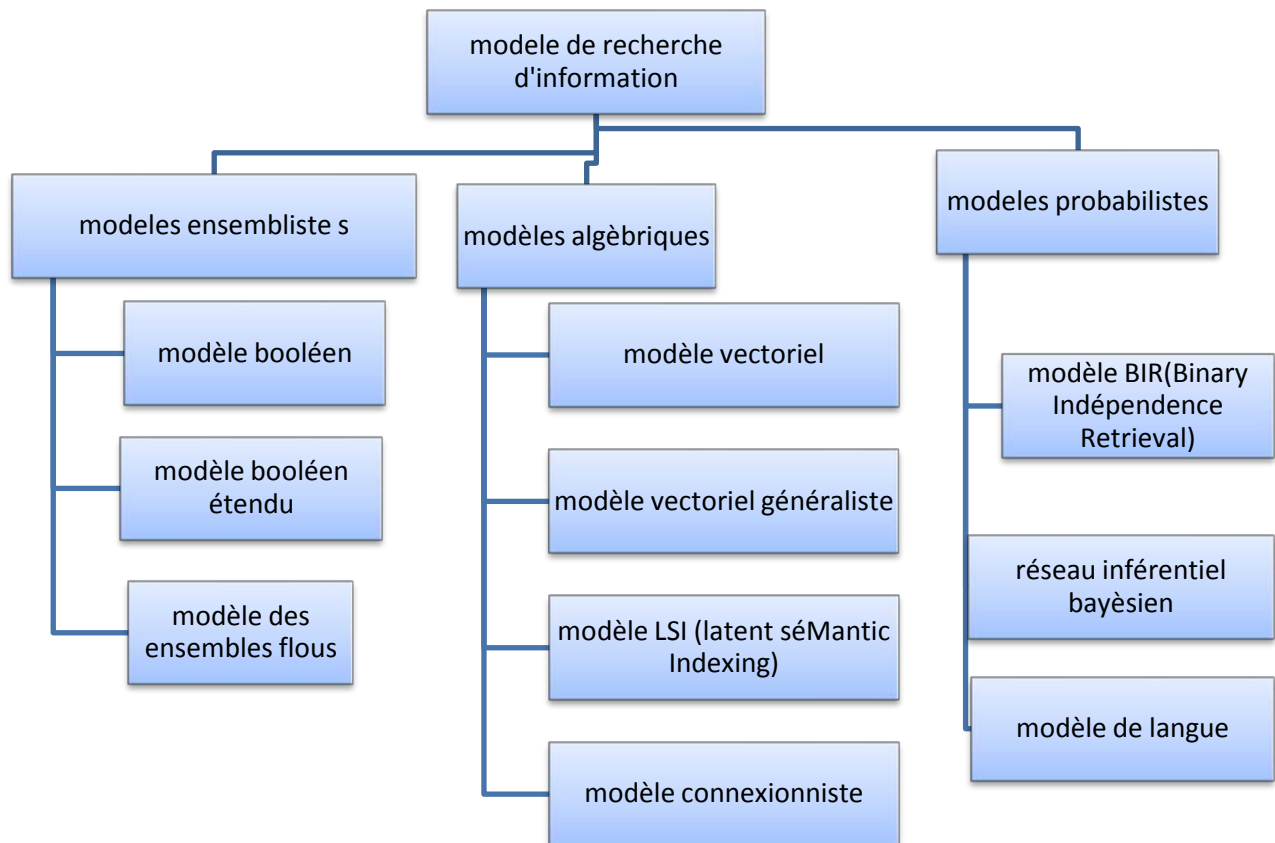 modele de recherche
d'information
modeles ensembliste s
modèle booléen
modèle booléen
étendu
modèle des
ensembles flous
modèles algèbriques
modèle vectoriel
modèle vectoriel généraliste
modèle LSI (latent séMantic
Indexing)
modèle connexionniste
modeles probabilistes
modèle BIR(Binary
Indépendence
Retrieval)
réseau inférentiel
bayèsien
modèle de langue